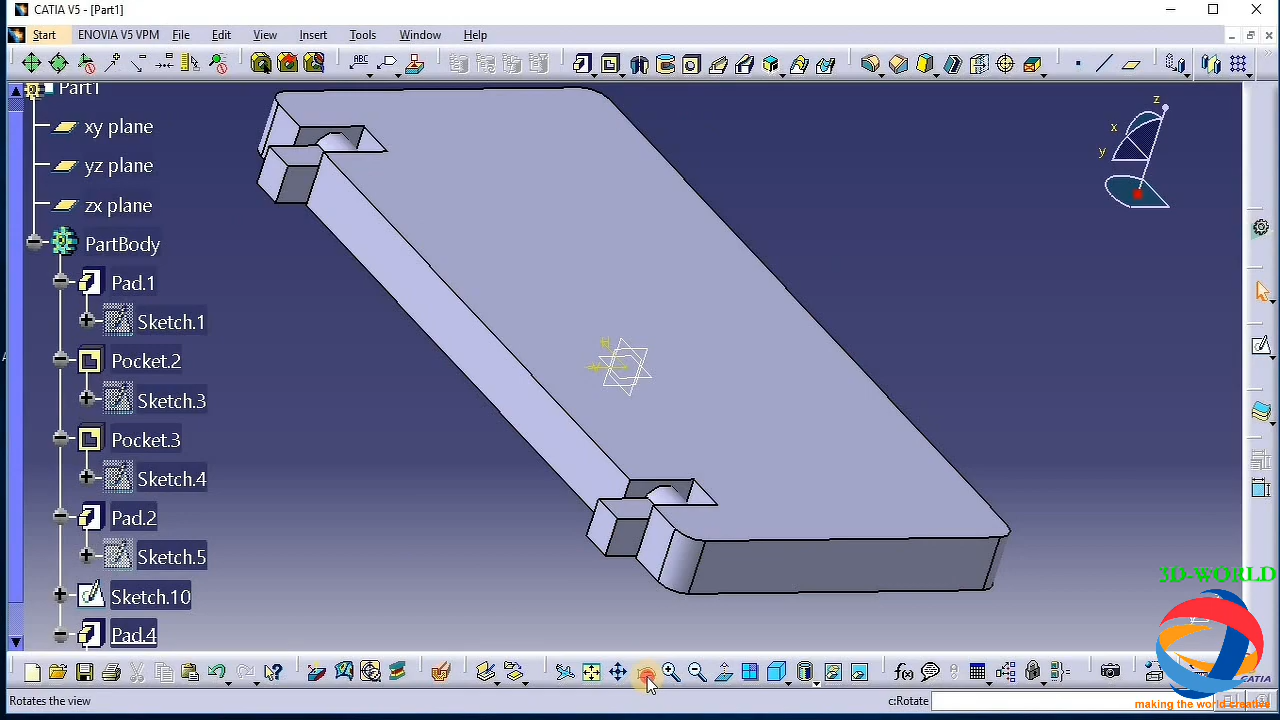 CATIA V5 - [Part1]
Start ENOVIA V5 VPM File Edit View Insert Tools Window Help
ABC
Part1
xy plane
yz plane
zx plane
PartBody
Pad.1
Sketch.1
Pocket.2
Sketch.3
Pocket.3
Sketch.4
Pad.2
Sketch.5
Sketch.10
Pad.4
z
x
y
H
3D-WORLD
CATIA
making the world creative
Rotates the view
c:Rotate